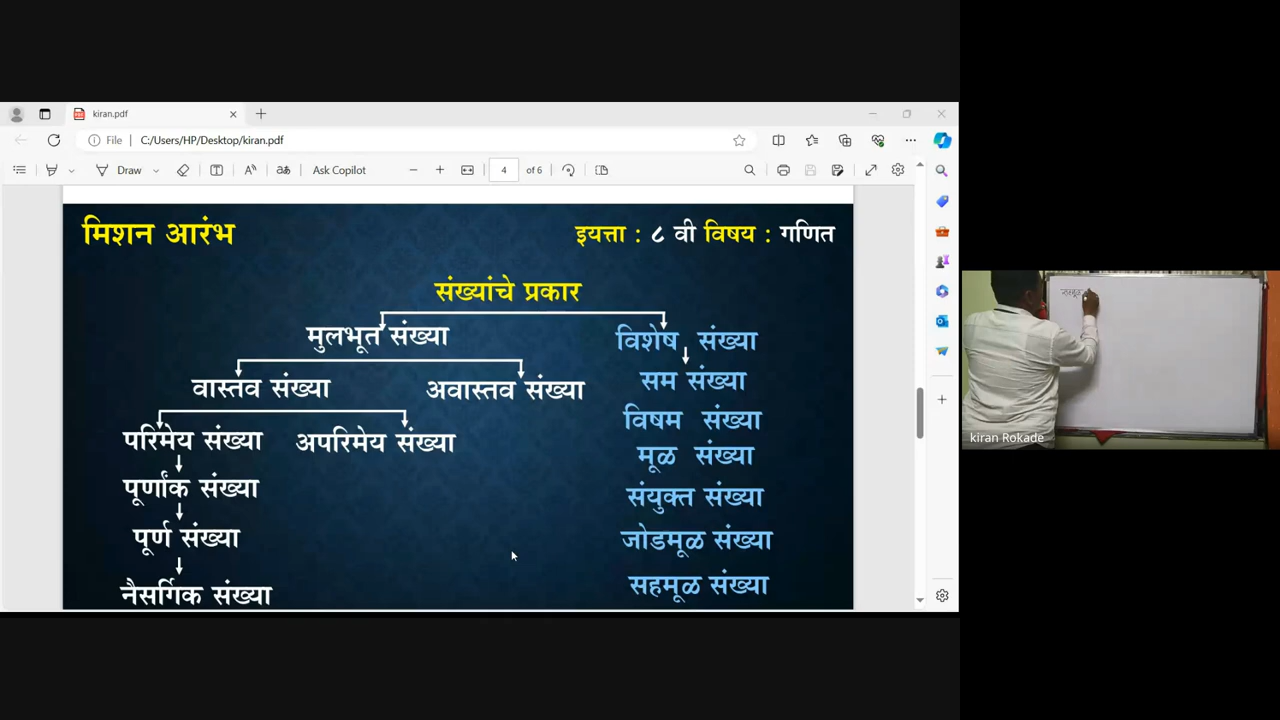 kiran.pdf
File C:/Users/HP/Desktop/kiran.pdf
Draw Ask Copilot 4 of 6
मिशन आरंभ इयत्ता : ८ वी विषय : गणित
संख्यांचे प्रकार
मुलभूत संख्या विशेष संख्या
वास्तव संख्या अवास्तव संख्या सम संख्या
विषम संख्या
परिमेय संख्या अपरिमेय संख्या मूळ संख्या
पूर्णांक संख्या संयुक्त संख्या
पूर्ण संख्या जोडमूळ संख्या
नैसर्गिक संख्या सहमूळ संख्या
kiran Rokade